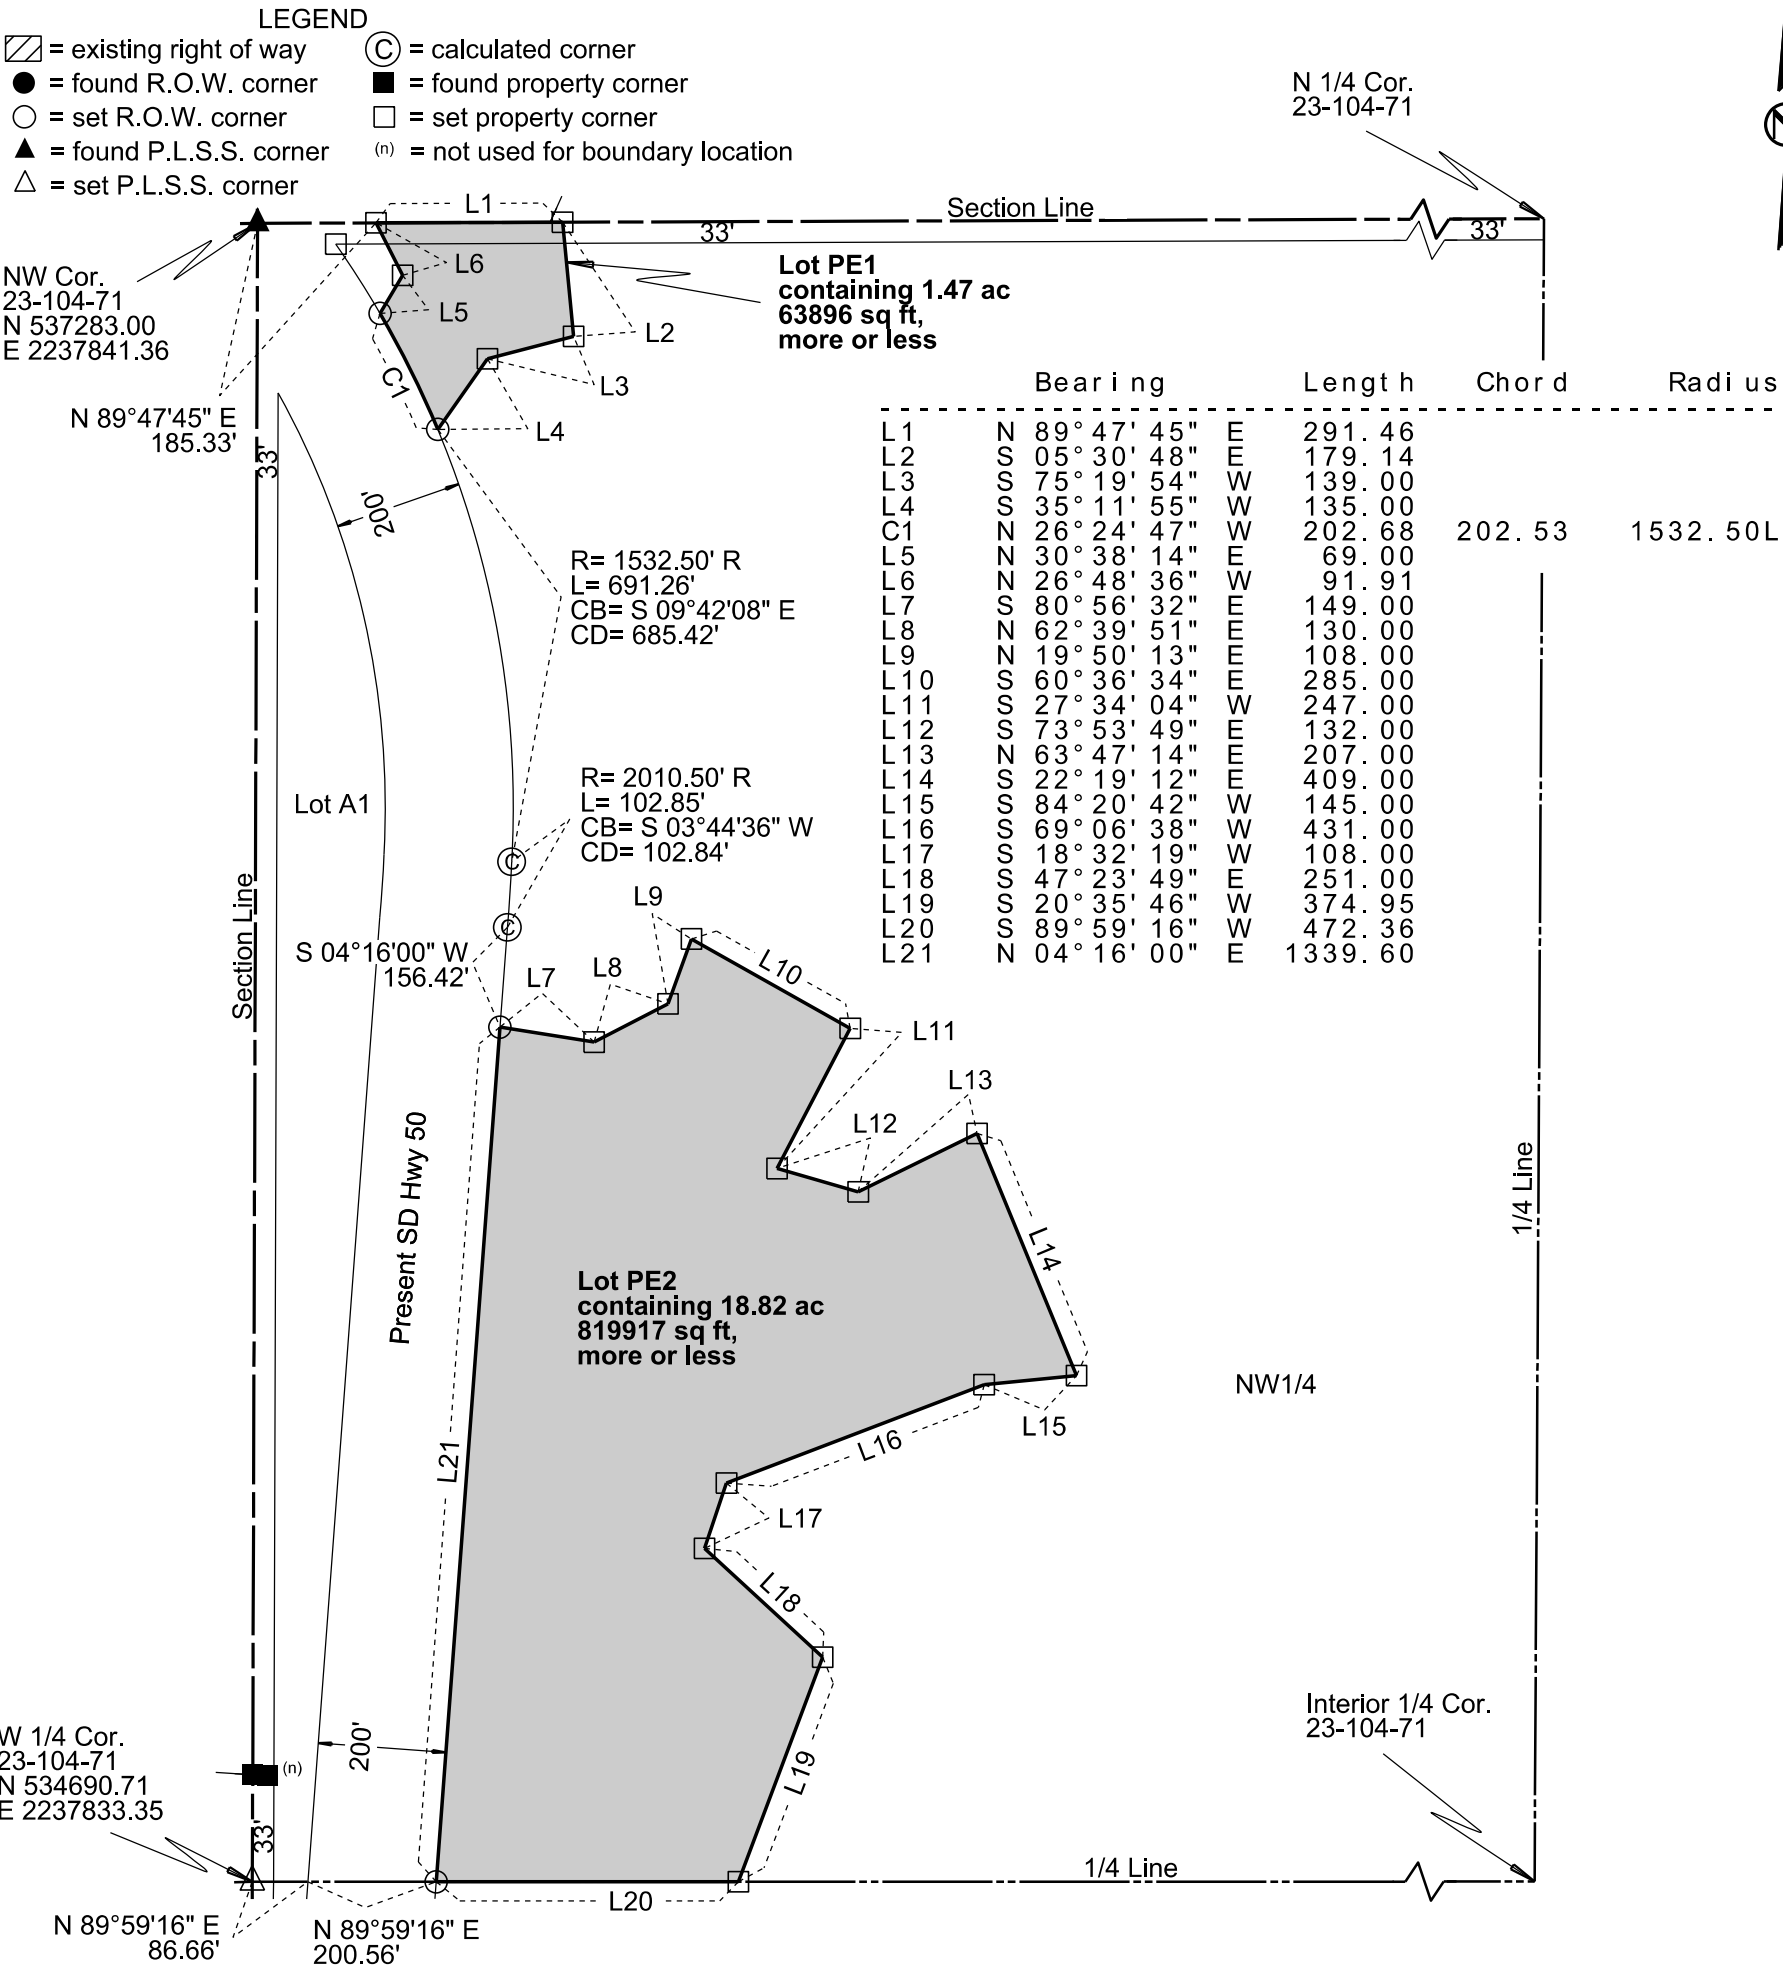 LEGEND
= existing right of way
= found R.O.W. corner
= set R.O.W. corner
= found P.L.S.S. corner
= set P.L.S.S. corner
C = calculated corner
= found property corner
= set property corner
(n) = not used for boundary location
N 1/4 Cor.
23-104-71
N
L1
Section Line
33'
33'
NW Cor.
23-104-71
N 537283.00
E 2237841.36
L6
L5
Lot PE1
containing 1.47 ac
63896 sq ft,
more or less
L2
L3
C1
L4
N 89°47'45" E
185.33'
33'
200'
Bearing Length Chord Radius
L1 N 89°47'45" E 291.46
L2 S 05°30'48" E 179.14
L3 S 75°19'54" W 139.00
L4 S 35°11'55" W 135.00
C1 N 26°24'47" W 202.68 202.53 1532.50L
L5 N 30°38'14" E 69.00
L6 N 26°48'36" W 91.91
L7 S 80°56'32" E 149.00
L8 N 62°39'51" E 130.00
L9 N 19°50'13" E 108.00
L10 S 60°36'34" E 285.00
L11 S 27°34'04" W 247.00
L12 S 73°53'49" E 132.00
L13 N 63°47'14" E 207.00
L14 S 22°19'12" E 409.00
L15 S 84°20'42" W 145.00
L16 S 69°06'38" W 431.00
L17 S 18°32'19" W 108.00
L18 S 47°23'49" E 251.00
L19 S 20°35'46" W 374.95
L20 S 89°59'16" W 472.36
L21 N 04°16'00" E 1339.60
R= 1532.50' R
L= 691.26'
CB= S 09°42'08" E
CD= 685.42'
R= 2010.50' R
L= 102.85'
CB= S 03°44'36" W
CD= 102.84'
Lot A1
C
C
Section Line
S 04°16'00" W
156.42'
L7
L8
L9
L10
L11
L12
L13
L14
Present SD Hwy 50
1/4 Line
Lot PE2
containing 18.82 ac
819917 sq ft,
more or less
NW1/4
L15
L16
L21
L17
L18
L19
Interior 1/4 Cor.
23-104-71
200'
(n)
W 1/4 Cor.
23-104-71
N 534690.71
E 2237833.35
33'
1/4 Line
L20
N 89°59'16" E
86.66'
N 89°59'16" E
200.56'